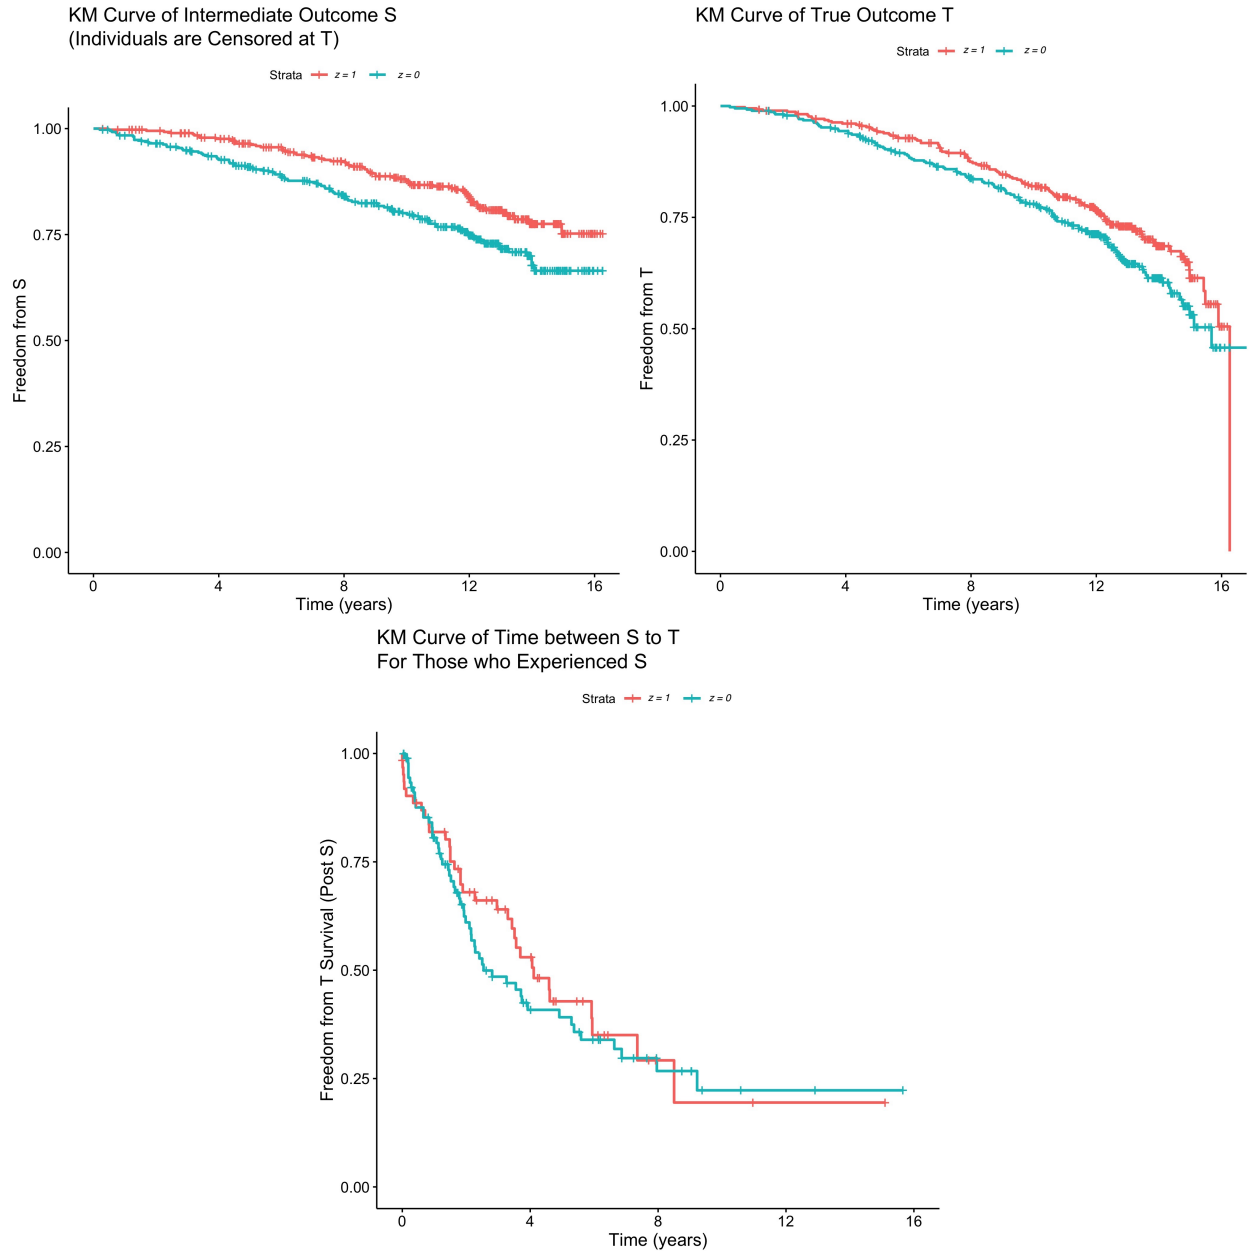 KM Curve of Intermediate Outcome S
(Individuals are Censored at T)
Strata z = 1 z = 0
1.00
0.75
0.50
0.25
0.00
Freedom from S
0 4 8 12 16
Time (years)
KM Curve of True Outcome T
Strata z = 1 z = 0
1.00
0.75
0.50
0.25
0.00
Freedom from T
0 4 8 12 16
Time (years)
KM Curve of Time between S to T
For Those who Experienced S
Strata z = 1 z = 0
1.00
0.75
0.50
0.25
0.00
Freedom from T Survival (Post S)
0 4 8 12 16
Time (years)